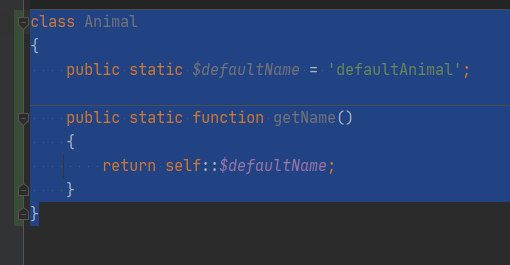 class Animal
{
    public static $defaultName = 'defaultAnimal';
    public static function getName()
    {
        return self::$defaultName;
    }
}